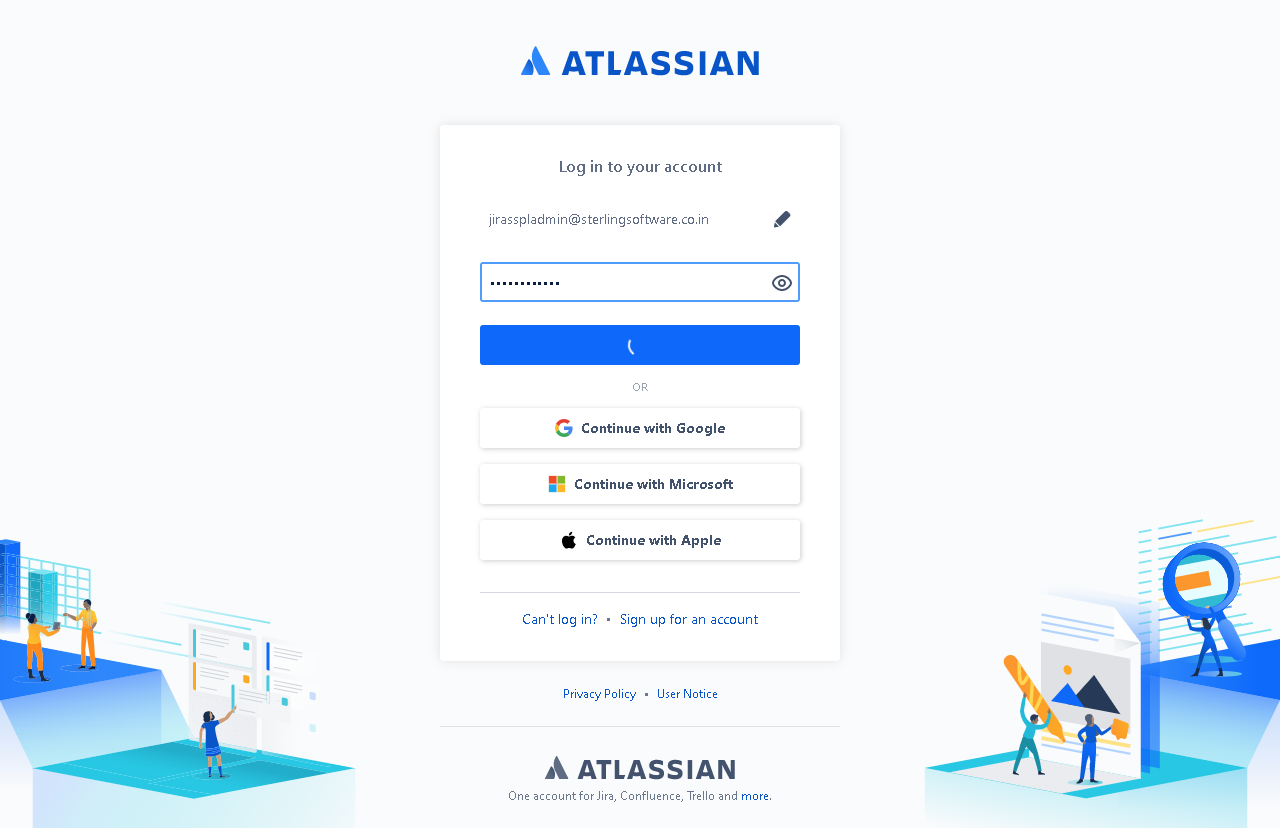 ATLASSIAN
Log in to your account
jirasspladmin@sterlingsoftware.co.in
••••••••••••
OR
Continue with Google
Continue with Microsoft
Continue with Apple
Can't log in? • Sign up for an account
Privacy Policy • User Notice
ATLASSIAN
One account for Jira, Confluence, Trello and more.